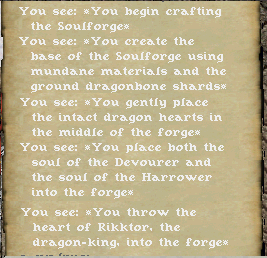 You see: *You begin crafting
the Soulforge*
You see: *You create the
base of the Soulforge using
mundane materials and the
ground dragonbone shards*
You see: *You gently place
the intact dragon hearts in
the middle of the forge*
You see: *You place both the
soul of the Devourer and
the soul of the Harrower
into the forge*
You see: *You throw the
heart of Rikktor, the
dragon-king, into the forge*